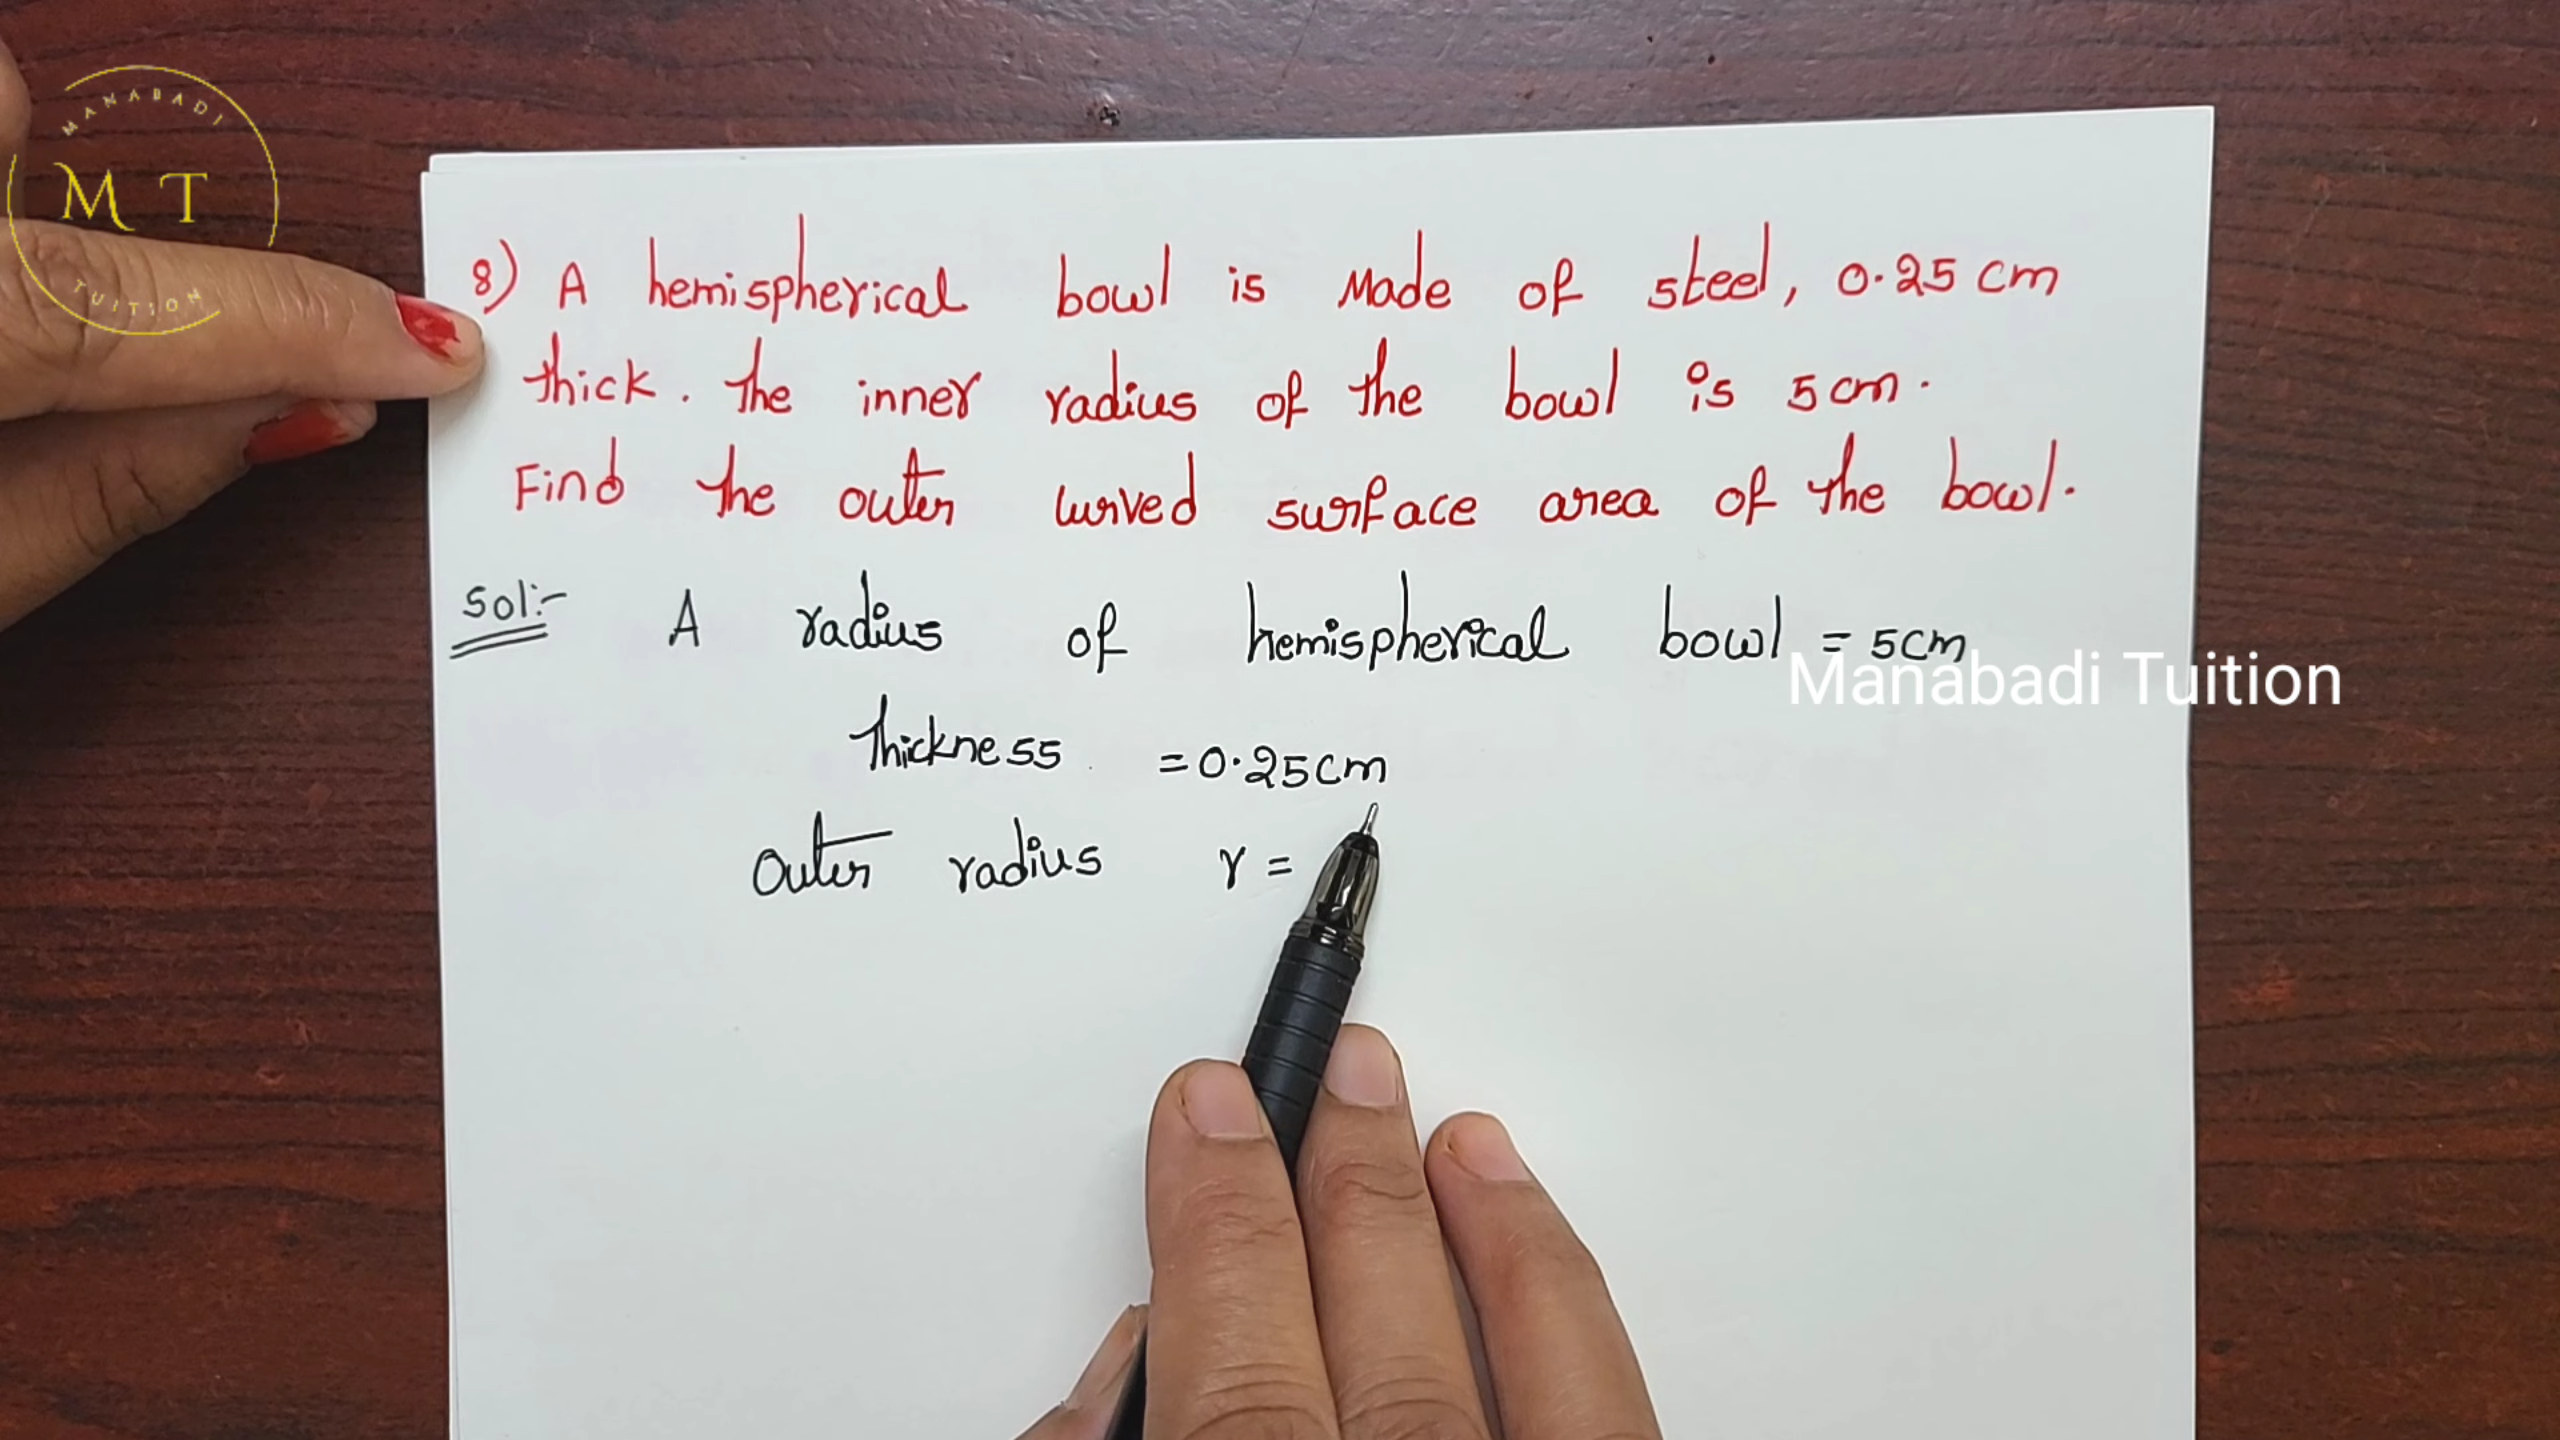 MANABADI
M T
TUITION
8) A hemispherical bowl is Made of steel, 0.25 cm
thick. The inner radius of the bowl is 5cm.
Find the outer curved surface area of the bowl.
Sol:- A radius of hemispherical bowl = 5cm
Manabadi Tuition
Thickness = 0.25cm
Outer radius r =